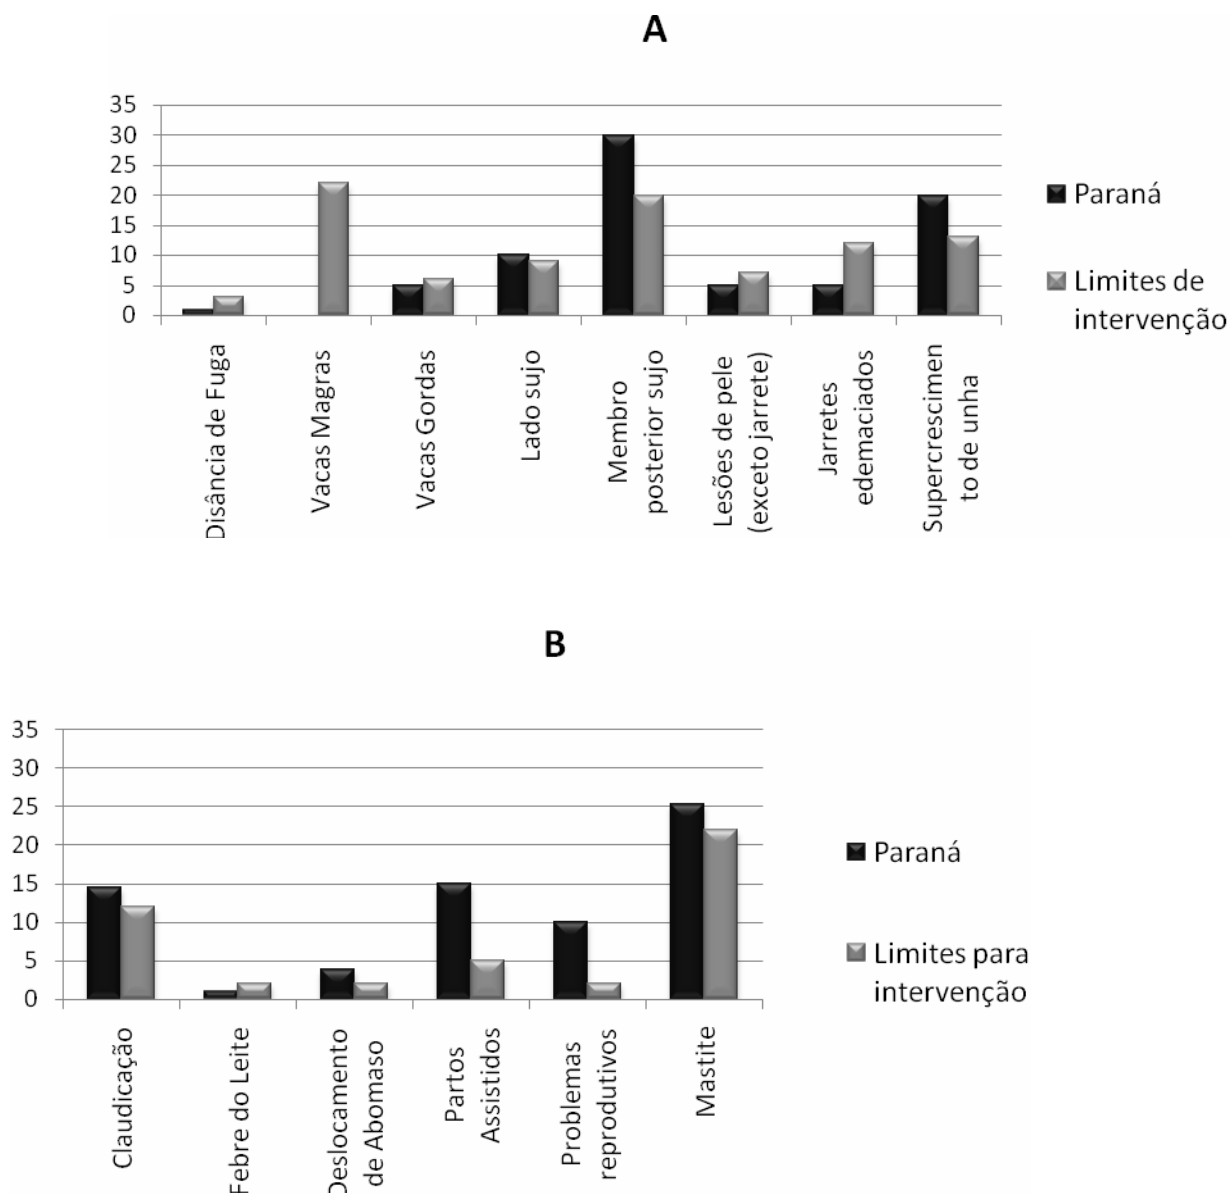 A
35
30
25
20
15
10
5
0
Disância de Fuga
Vacas Magras
Vacas Gordas
Lado sujo
Membro
posterior sujo
Lesões de pele
(exceto jarrete)
Jarretes
edemaciados
Supercrescimen
to de unha
Paraná
Limites de
intervenção
B
35
30
25
20
15
10
5
0
Claudicação
Febre do Leite
Deslocamento
de Abomaso
Partos
Assistidos
Problemas
reprodutivos
Mastite
Paraná
Limites para
intervenção